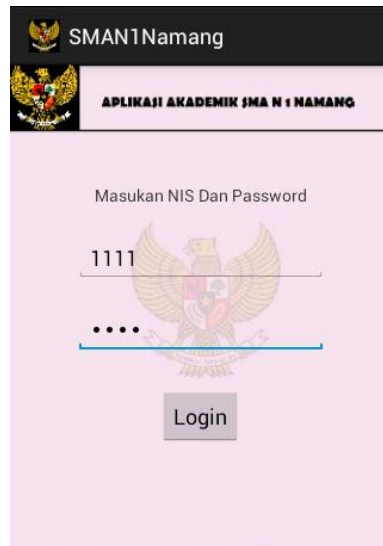 SMAN1Namang
APLIKASI AKADEMIK SMA N 1 NAMANG
Masukan NIS Dan Password
1111
••••
Login